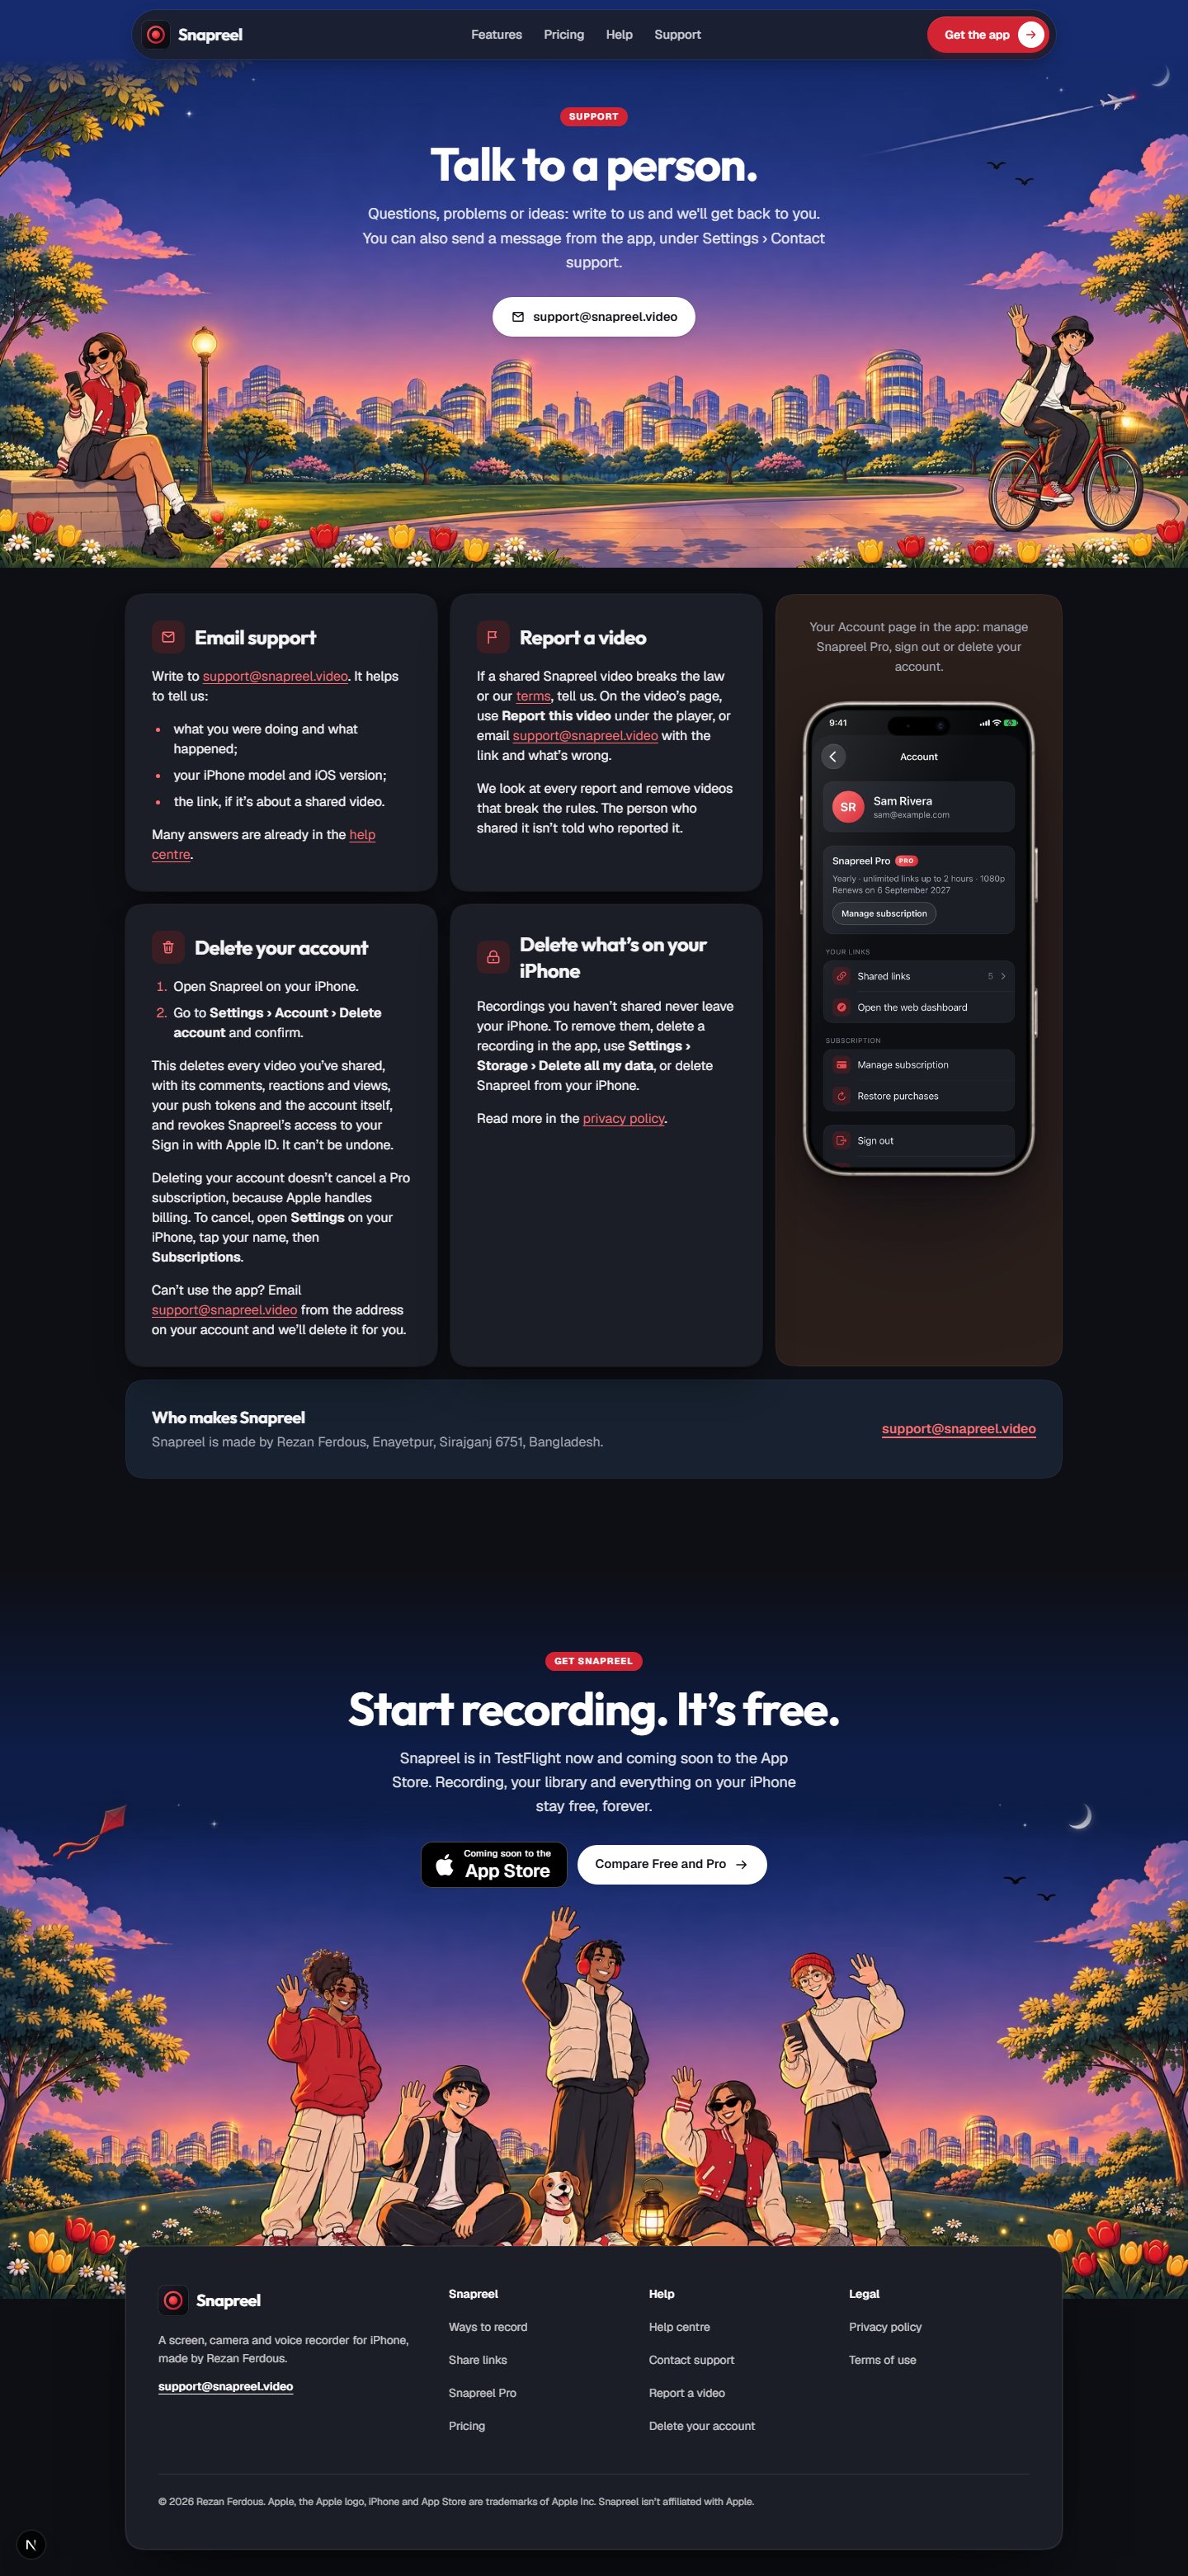 Snapreel
Features
Pricing
Help
Support
Get the app
SUPPORT
Talk to a person.
Questions, problems or ideas: write to us and we'll get back to you.
You can also send a message from the app, under Settings › Contact
support.
support@snapreel.video
Email support
Write to support@snapreel.video. It helps
to tell us:
what you were doing and what
happened;
your iPhone model and iOS version;
the link, if it's about a shared video.
Many answers are already in the help
centre.
Report a video
If a shared Snapreel video breaks the law
or our terms, tell us. On the video's page,
use Report this video under the player, or
email support@snapreel.video with the
link and what's wrong.
We look at every report and remove videos
that break the rules. The person who
shared it isn't told who reported it.
Your Account page in the app: manage
Snapreel Pro, sign out or delete your
account.
9:41
Account
SR
Sam Rivera
sam@example.com
Snapreel Pro PRO
Yearly · unlimited links up to 2 hours · 1080p
Renews on 6 September 2027
Manage subscription
YOUR LINKS
Shared links 5
Open the web dashboard
SUBSCRIPTION
Manage subscription
Restore purchases
Sign out
Delete your account
1. Open Snapreel on your iPhone.
2. Go to Settings › Account › Delete
account and confirm.
This deletes every video you've shared,
with its comments, reactions and views,
your push tokens and the account itself,
and revokes Snapreel's access to your
Sign in with Apple ID. It can't be undone.
Deleting your account doesn't cancel a Pro
subscription, because Apple handles
billing. To cancel, open Settings on your
iPhone, tap your name, then
Subscriptions.
Can't use the app? Email
support@snapreel.video from the address
on your account and we'll delete it for you.
Delete what's on your
iPhone
Recordings you haven't shared never leave
your iPhone. To remove them, delete a
recording in the app, use Settings ›
Storage › Delete all my data, or delete
Snapreel from your iPhone.
Read more in the privacy policy.
Who makes Snapreel
Snapreel is made by Rezan Ferdous, Enayetpur, Sirajganj 6751, Bangladesh.
support@snapreel.video
GET SNAPREEL
Start recording. It's free.
Snapreel is in TestFlight now and coming soon to the App
Store. Recording, your library and everything on your iPhone
stay free, forever.
Coming soon to the
App Store
Compare Free and Pro
Snapreel
A screen, camera and voice recorder for iPhone,
made by Rezan Ferdous.
support@snapreel.video
Snapreel
Ways to record
Share links
Snapreel Pro
Pricing
Help
Help centre
Contact support
Report a video
Delete your account
Legal
Privacy policy
Terms of use
© 2026 Rezan Ferdous. Apple, the Apple logo, iPhone and App Store are trademarks of Apple Inc. Snapreel isn't affiliated with Apple.
N